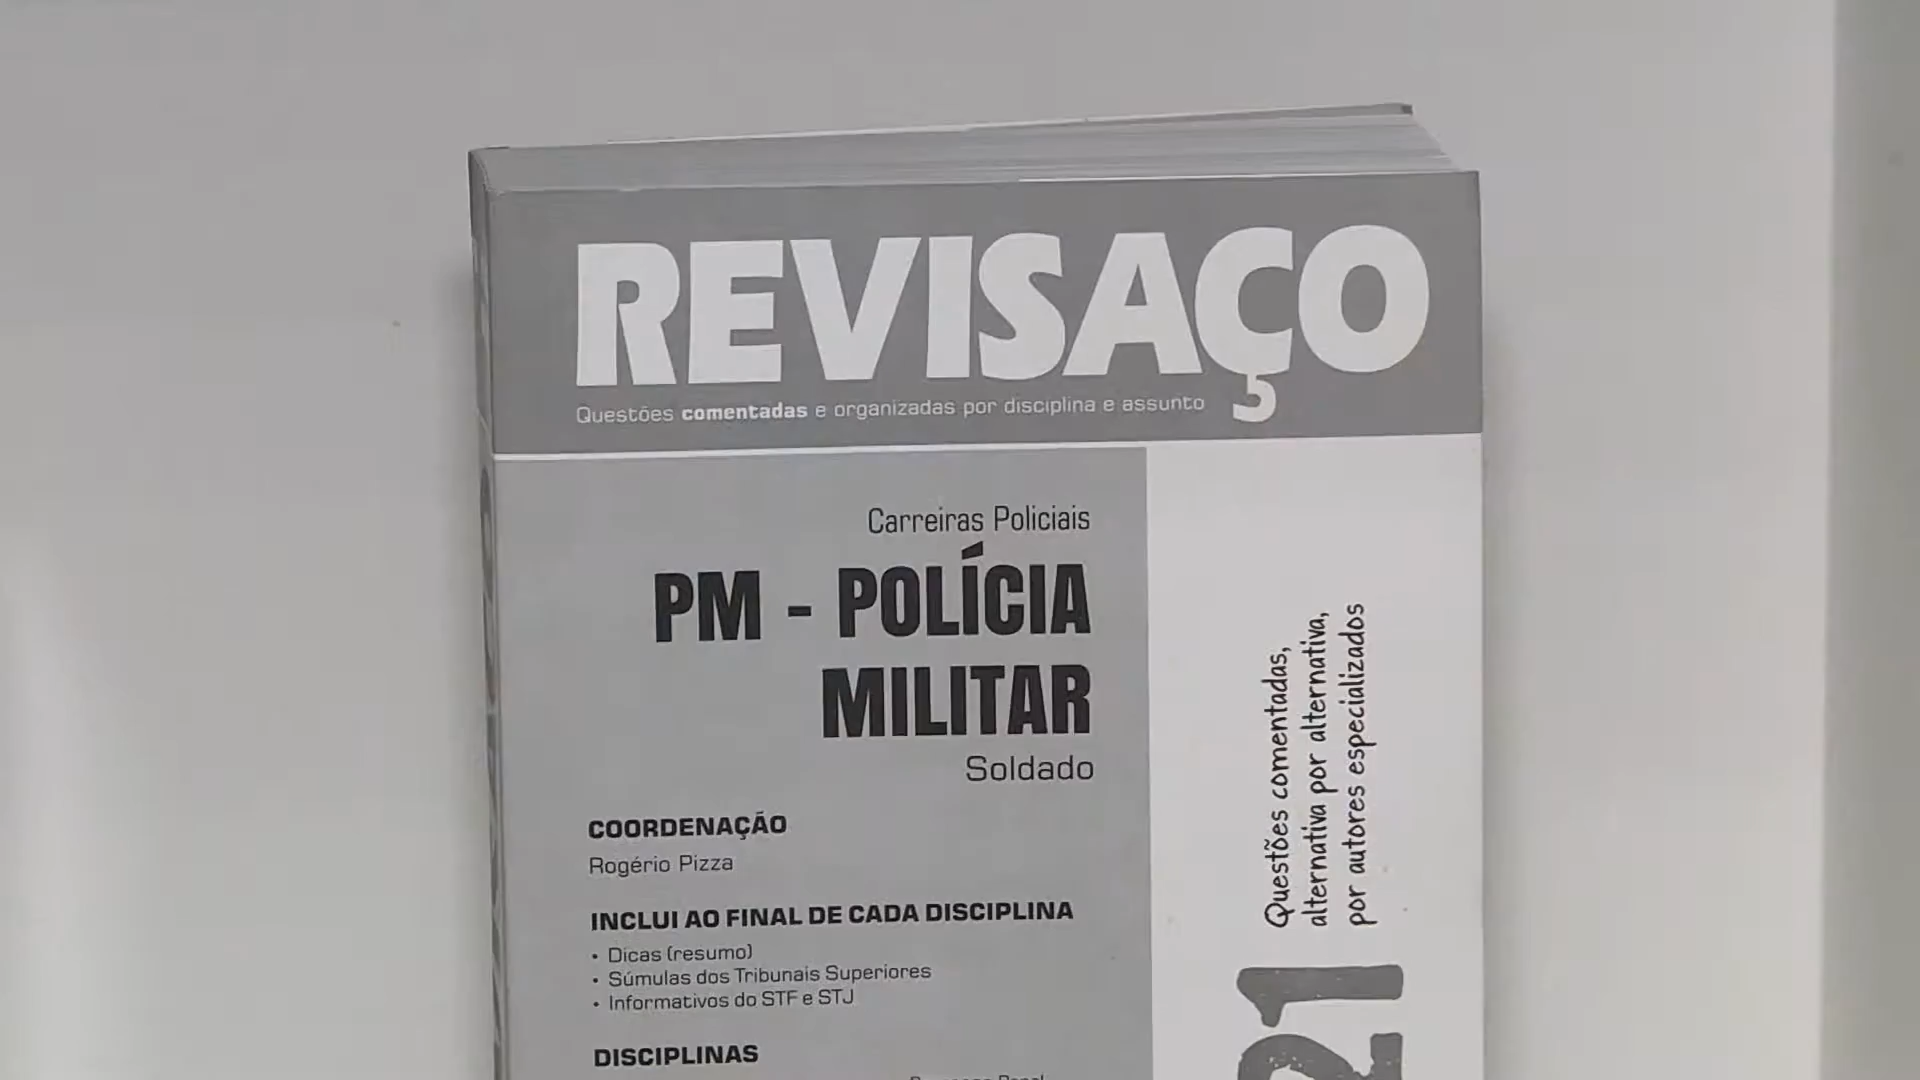 REVISAÇO
Questões comentadas e organizadas por disciplina e assunto
Carreiras Policiais
PM - POLÍCIA
MILITAR
Soldado
COORDENAÇÃO
Rogério Pizza
INCLUI AO FINAL DE CADA DISCIPLINA
• Dicas (resumo)
• Súmulas dos Tribunais Superiores
• Informativos do STF e STJ
DISCIPLINAS
Questões comentadas,
alternativa por alternativa,
por autores especializados
21